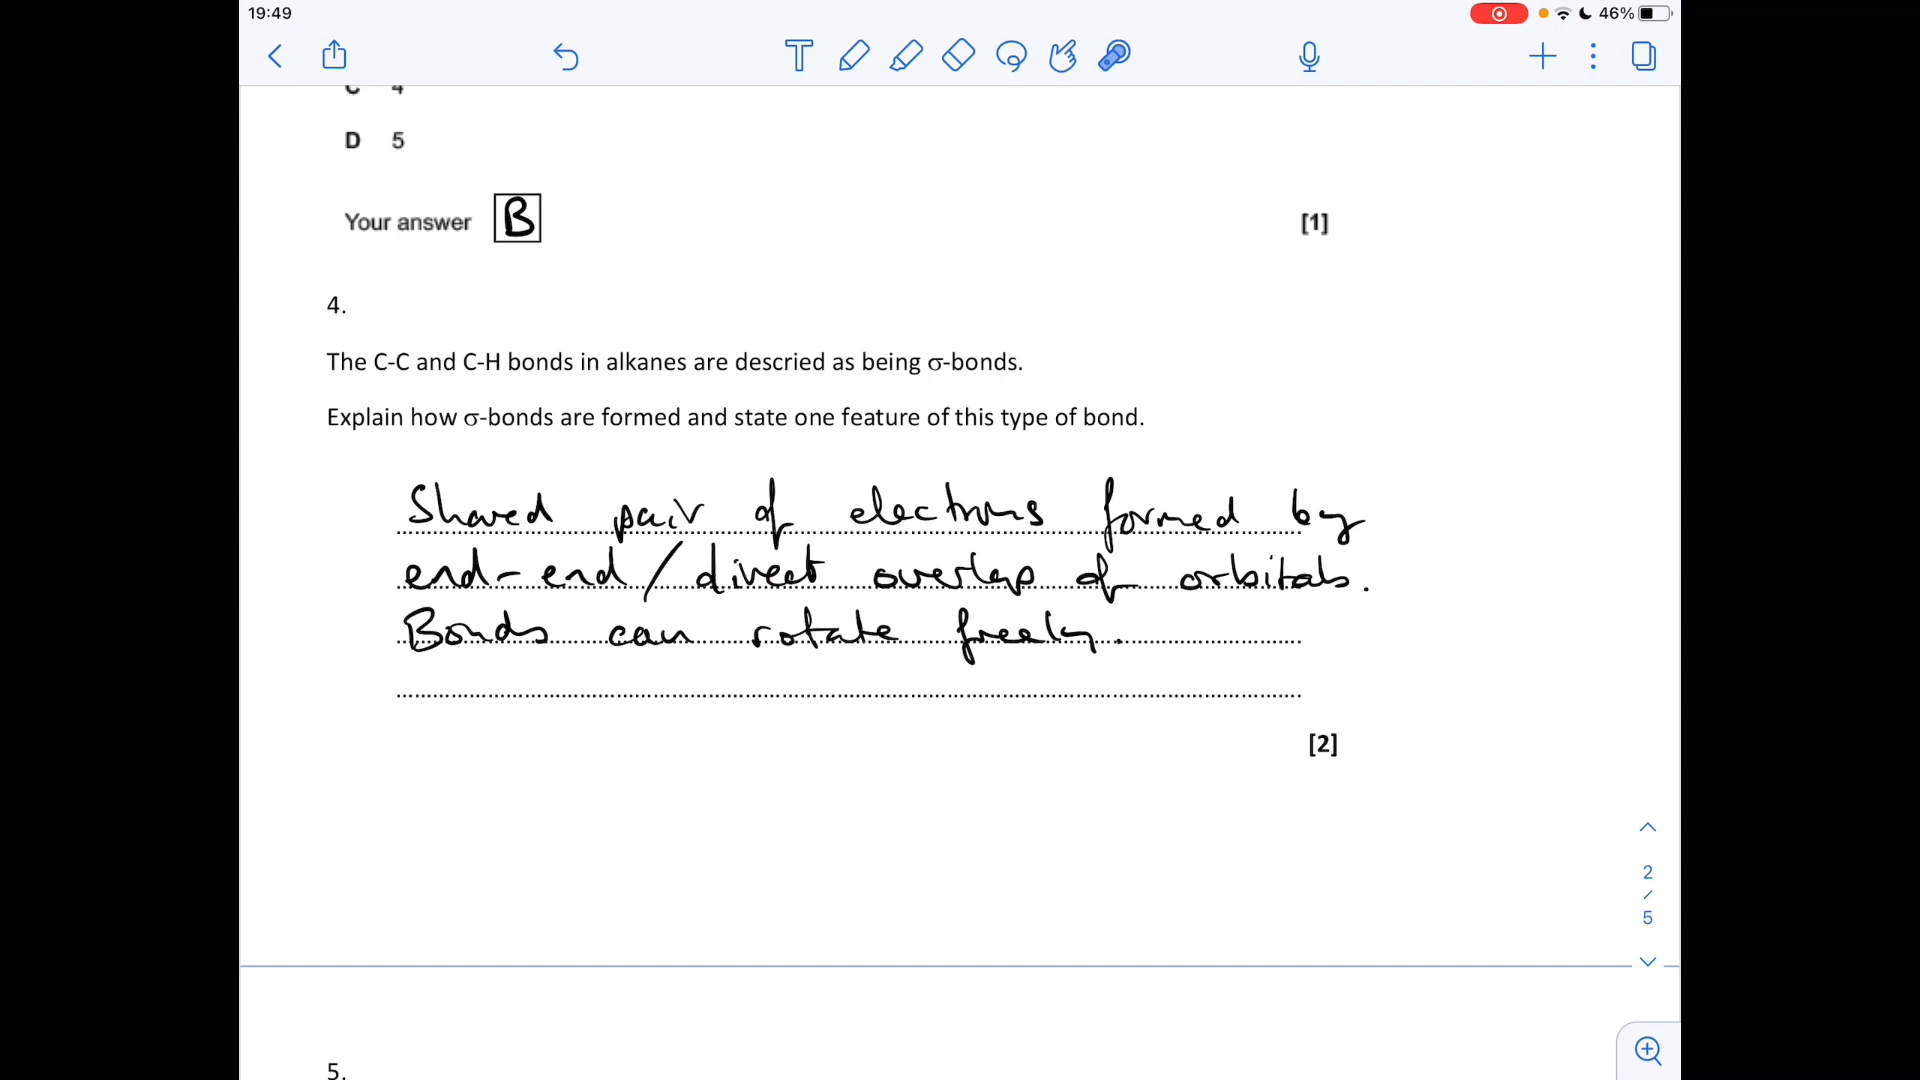 19:49
46%
C 4
D 5
Your answer B [1]
4.
The C-C and C-H bonds in alkanes are descried as being σ-bonds.
Explain how σ-bonds are formed and state one feature of this type of bond.
Shared pair of electrons formed by
end-end/direct overlap of orbitals.
Bonds can rotate freely.
[2]
2
/
5
5.